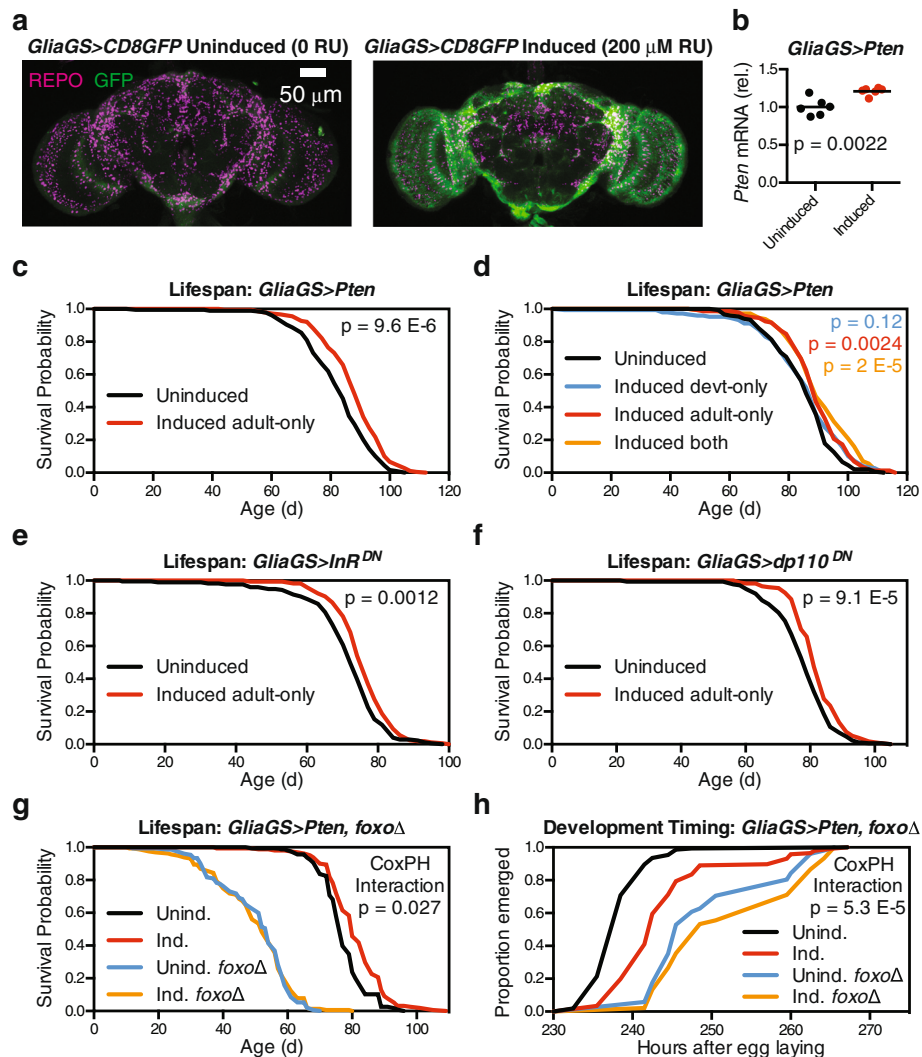 a
GliaGS>CD8GFP Uninduced (0 RU)
GliaGS>CD8GFP Induced (200 μM RU)
REPO GFP
50 μm
b
GliaGS>Pten
Pten mRNA (rel.)
1.5
1.0
0.5
0.0
p = 0.0022
Uninduced
Induced
c
Lifespan: GliaGS>Pten
Survival Probability
1.0
0.8
0.6
0.4
0.2
0.0
p = 9.6 E-6
Uninduced
Induced adult-only
0 20 40 60 80 100 120
Age (d)
d
Lifespan: GliaGS>Pten
Survival Probability
1.0
0.8
0.6
0.4
0.2
0.0
p = 0.12
p = 0.0024
p = 2 E-5
Uninduced
Induced devt-only
Induced adult-only
Induced both
0 20 40 60 80 100 120
Age (d)
e
Lifespan: GliaGS>InR DN
Survival Probability
1.0
0.8
0.6
0.4
0.2
0.0
p = 0.0012
Uninduced
Induced adult-only
0 20 40 60 80 100
Age (d)
f
Lifespan: GliaGS>dp110 DN
Survival Probability
1.0
0.8
0.6
0.4
0.2
0.0
p = 9.1 E-5
Uninduced
Induced adult-only
0 20 40 60 80 100
Age (d)
g
Lifespan: GliaGS>Pten, foxoΔ
Survival Probability
1.0
0.8
0.6
0.4
0.2
0.0
CoxPH
Interaction
p = 0.027
Unind.
Ind.
Unind. foxoΔ
Ind. foxoΔ
0 20 40 60 80 100
Age (d)
h
Development Timing: GliaGS>Pten, foxoΔ
Proportion emerged
1.0
0.8
0.6
0.4
0.2
0.0
CoxPH
Interaction
p = 5.3 E-5
Unind.
Ind.
Unind. foxoΔ
Ind. foxoΔ
230 240 250 260 270
Hours after egg laying